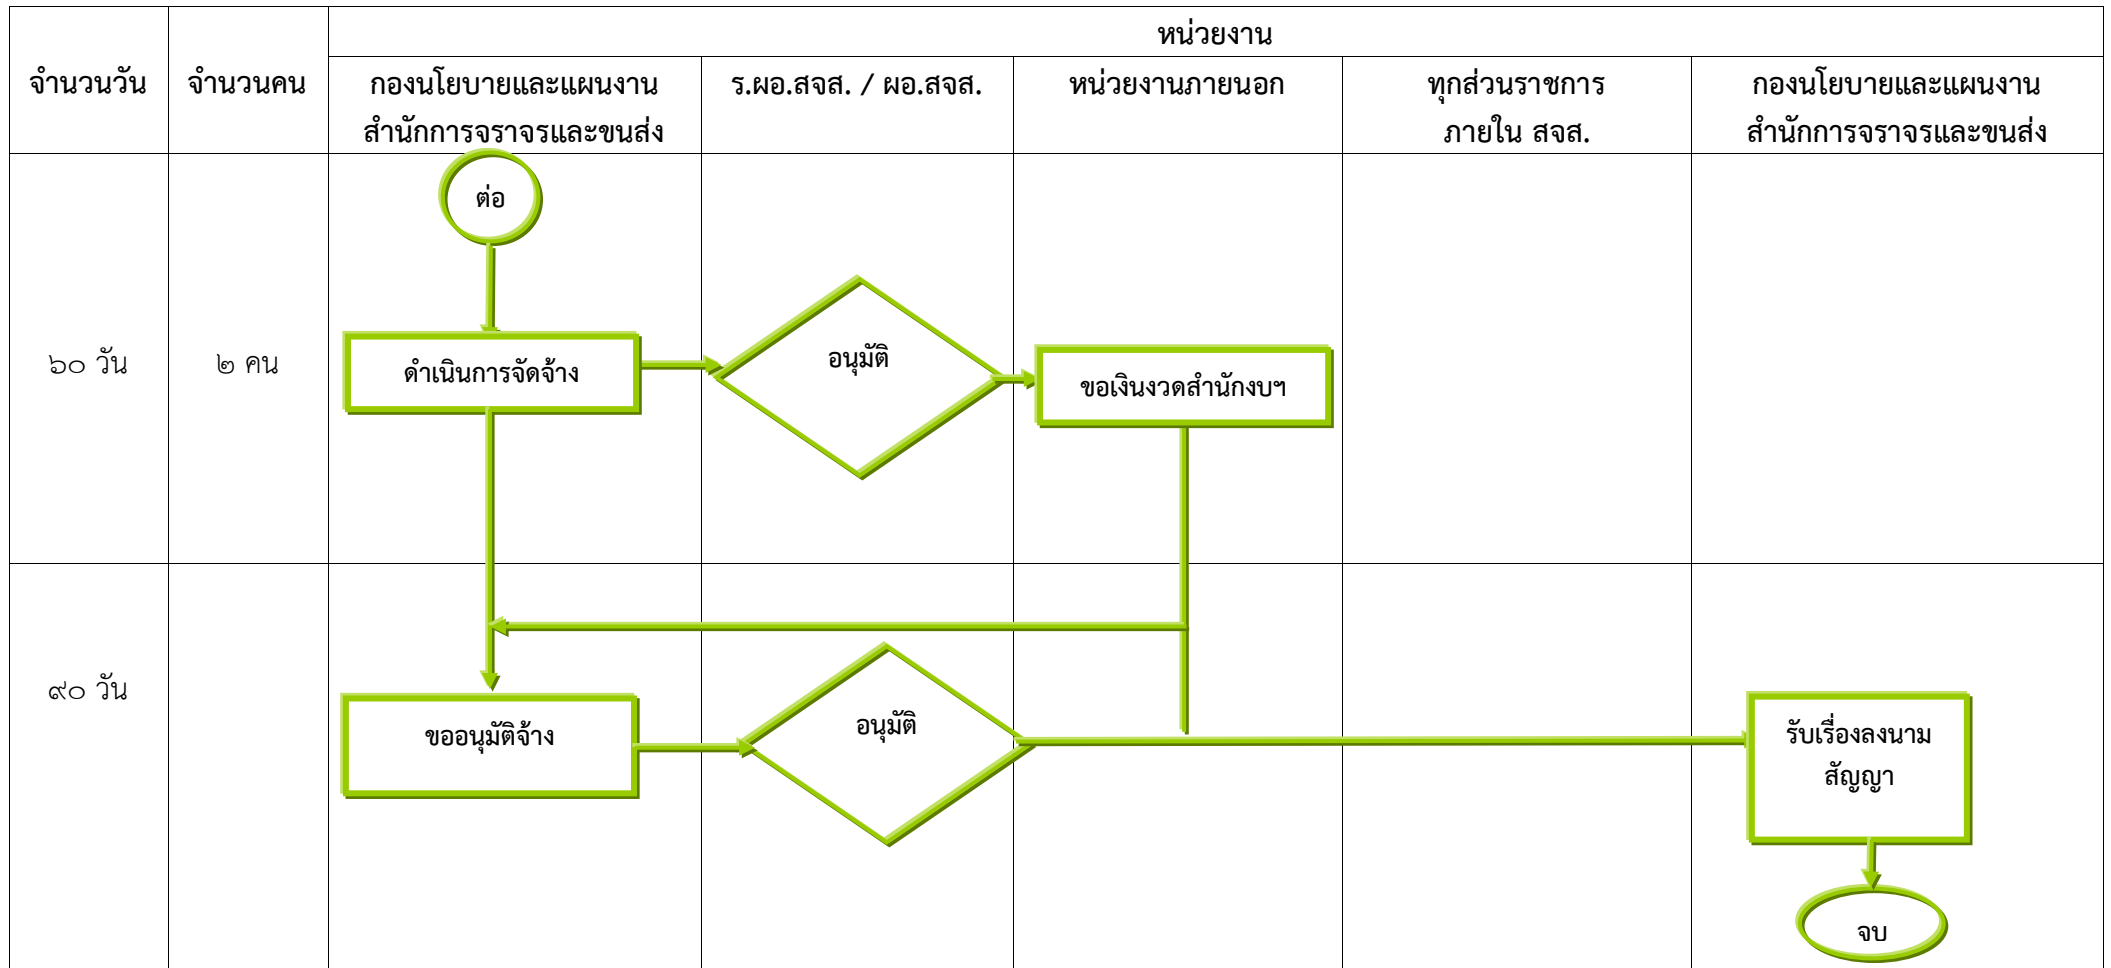 หน่วยงาน
จำนวนวัน
จำนวนคน
กองนโยบายและแผนงาน
สำนักการจราจรและขนส่ง
ร.ผอ.สจส. / ผอ.สจส.
หน่วยงานภายนอก
ทุกส่วนราชการ
ภายใน สจส.
กองนโยบายและแผนงาน
สำนักการจราจรและขนส่ง
ต่อ
๖๐ วัน
๒ คน
ดำเนินการจัดจ้าง
อนุมัติ
ขอเงินงวดสำนักงบฯ
๙๐ วัน
ขออนุมัติจ้าง
อนุมัติ
รับเรื่องลงนาม
สัญญา
จบ